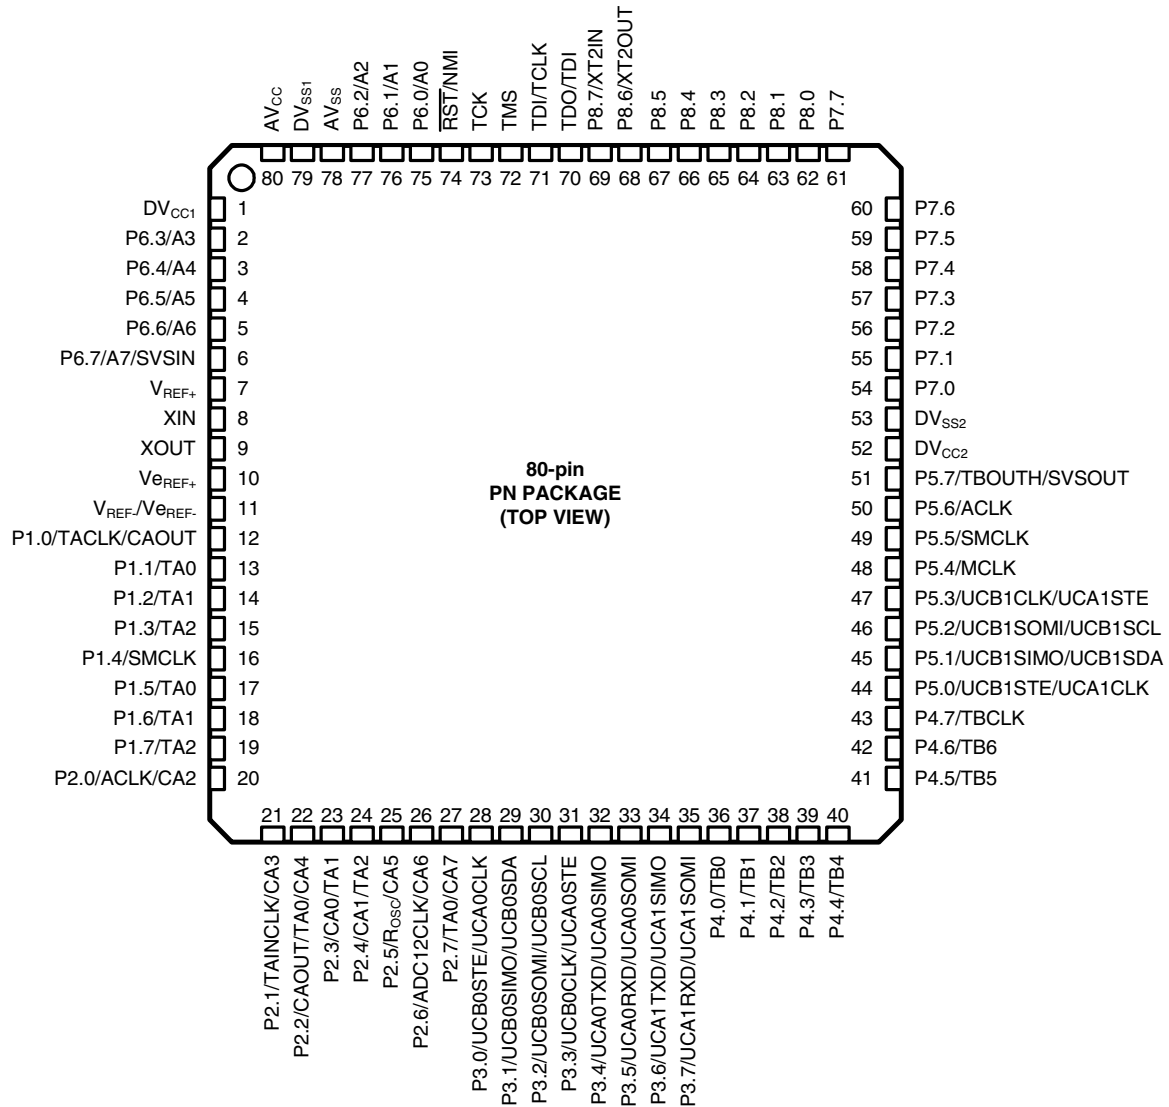 AVCC
DVSS1
AVSS
P6.2/A2
P6.1/A1
P6.0/A0
RST/NMI
TCK
TMS
TDI/TCLK
TDO/TDI
P8.7/XT2IN
P8.6/XT2OUT
P8.5
P8.4
P8.3
P8.2
P8.1
P8.0
P7.7
80 79 78 77 76 75 74 73 72 71 70 69 68 67 66 65 64 63 62 61
DVCC1 1
P6.3/A3 2
P6.4/A4 3
P6.5/A5 4
P6.6/A6 5
P6.7/A7/SVSIN 6
VREF+ 7
XIN 8
XOUT 9
VeREF+ 10
VREF-/VeREF- 11
P1.0/TACLK/CAOUT 12
P1.1/TA0 13
P1.2/TA1 14
P1.3/TA2 15
P1.4/SMCLK 16
P1.5/TA0 17
P1.6/TA1 18
P1.7/TA2 19
P2.0/ACLK/CA2 20
80-pin
PN PACKAGE
(TOP VIEW)
60 P7.6
59 P7.5
58 P7.4
57 P7.3
56 P7.2
55 P7.1
54 P7.0
53 DVSS2
52 DVCC2
51 P5.7/TBOUTH/SVSOUT
50 P5.6/ACLK
49 P5.5/SMCLK
48 P5.4/MCLK
47 P5.3/UCB1CLK/UCA1STE
46 P5.2/UCB1SOMI/UCB1SCL
45 P5.1/UCB1SIMO/UCB1SDA
44 P5.0/UCB1STE/UCA1CLK
43 P4.7/TBCLK
42 P4.6/TB6
41 P4.5/TB5
21 22 23 24 25 26 27 28 29 30 31 32 33 34 35 36 37 38 39 40
P2.1/TAINCLK/CA3
P2.2/CAOUT/TA0/CA4
P2.3/CA0/TA1
P2.4/CA1/TA2
P2.5/ROSC/CA5
P2.6/ADC12CLK/CA6
P2.7/TA0/CA7
P3.0/UCB0STE/UCA0CLK
P3.1/UCB0SIMO/UCB0SDA
P3.2/UCB0SOMI/UCB0SCL
P3.3/UCB0CLK/UCA0STE
P3.4/UCA0TXD/UCA0SIMO
P3.5/UCA0RXD/UCA0SOMI
P3.6/UCA1TXD/UCA1SIMO
P3.7/UCA1RXD/UCA1SOMI
P4.0/TB0
P4.1/TB1
P4.2/TB2
P4.3/TB3
P4.4/TB4